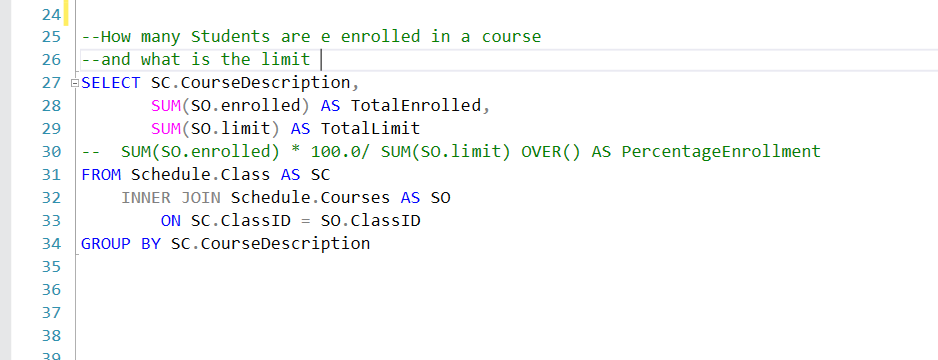 24
25 --How many Students are e enrolled in a course
26 --and what is the limit
27 SELECT SC.CourseDescription,
28 SUM(SO.enrolled) AS TotalEnrolled,
29 SUM(SO.limit) AS TotalLimit
30 --  SUM(SO.enrolled) * 100.0/ SUM(SO.limit) OVER() AS PercentageEnrollment
31 FROM Schedule.Class AS SC
32 INNER JOIN Schedule.Courses AS SO
33 ON SC.ClassID = SO.ClassID
34 GROUP BY SC.CourseDescription
35
36
37
38
39